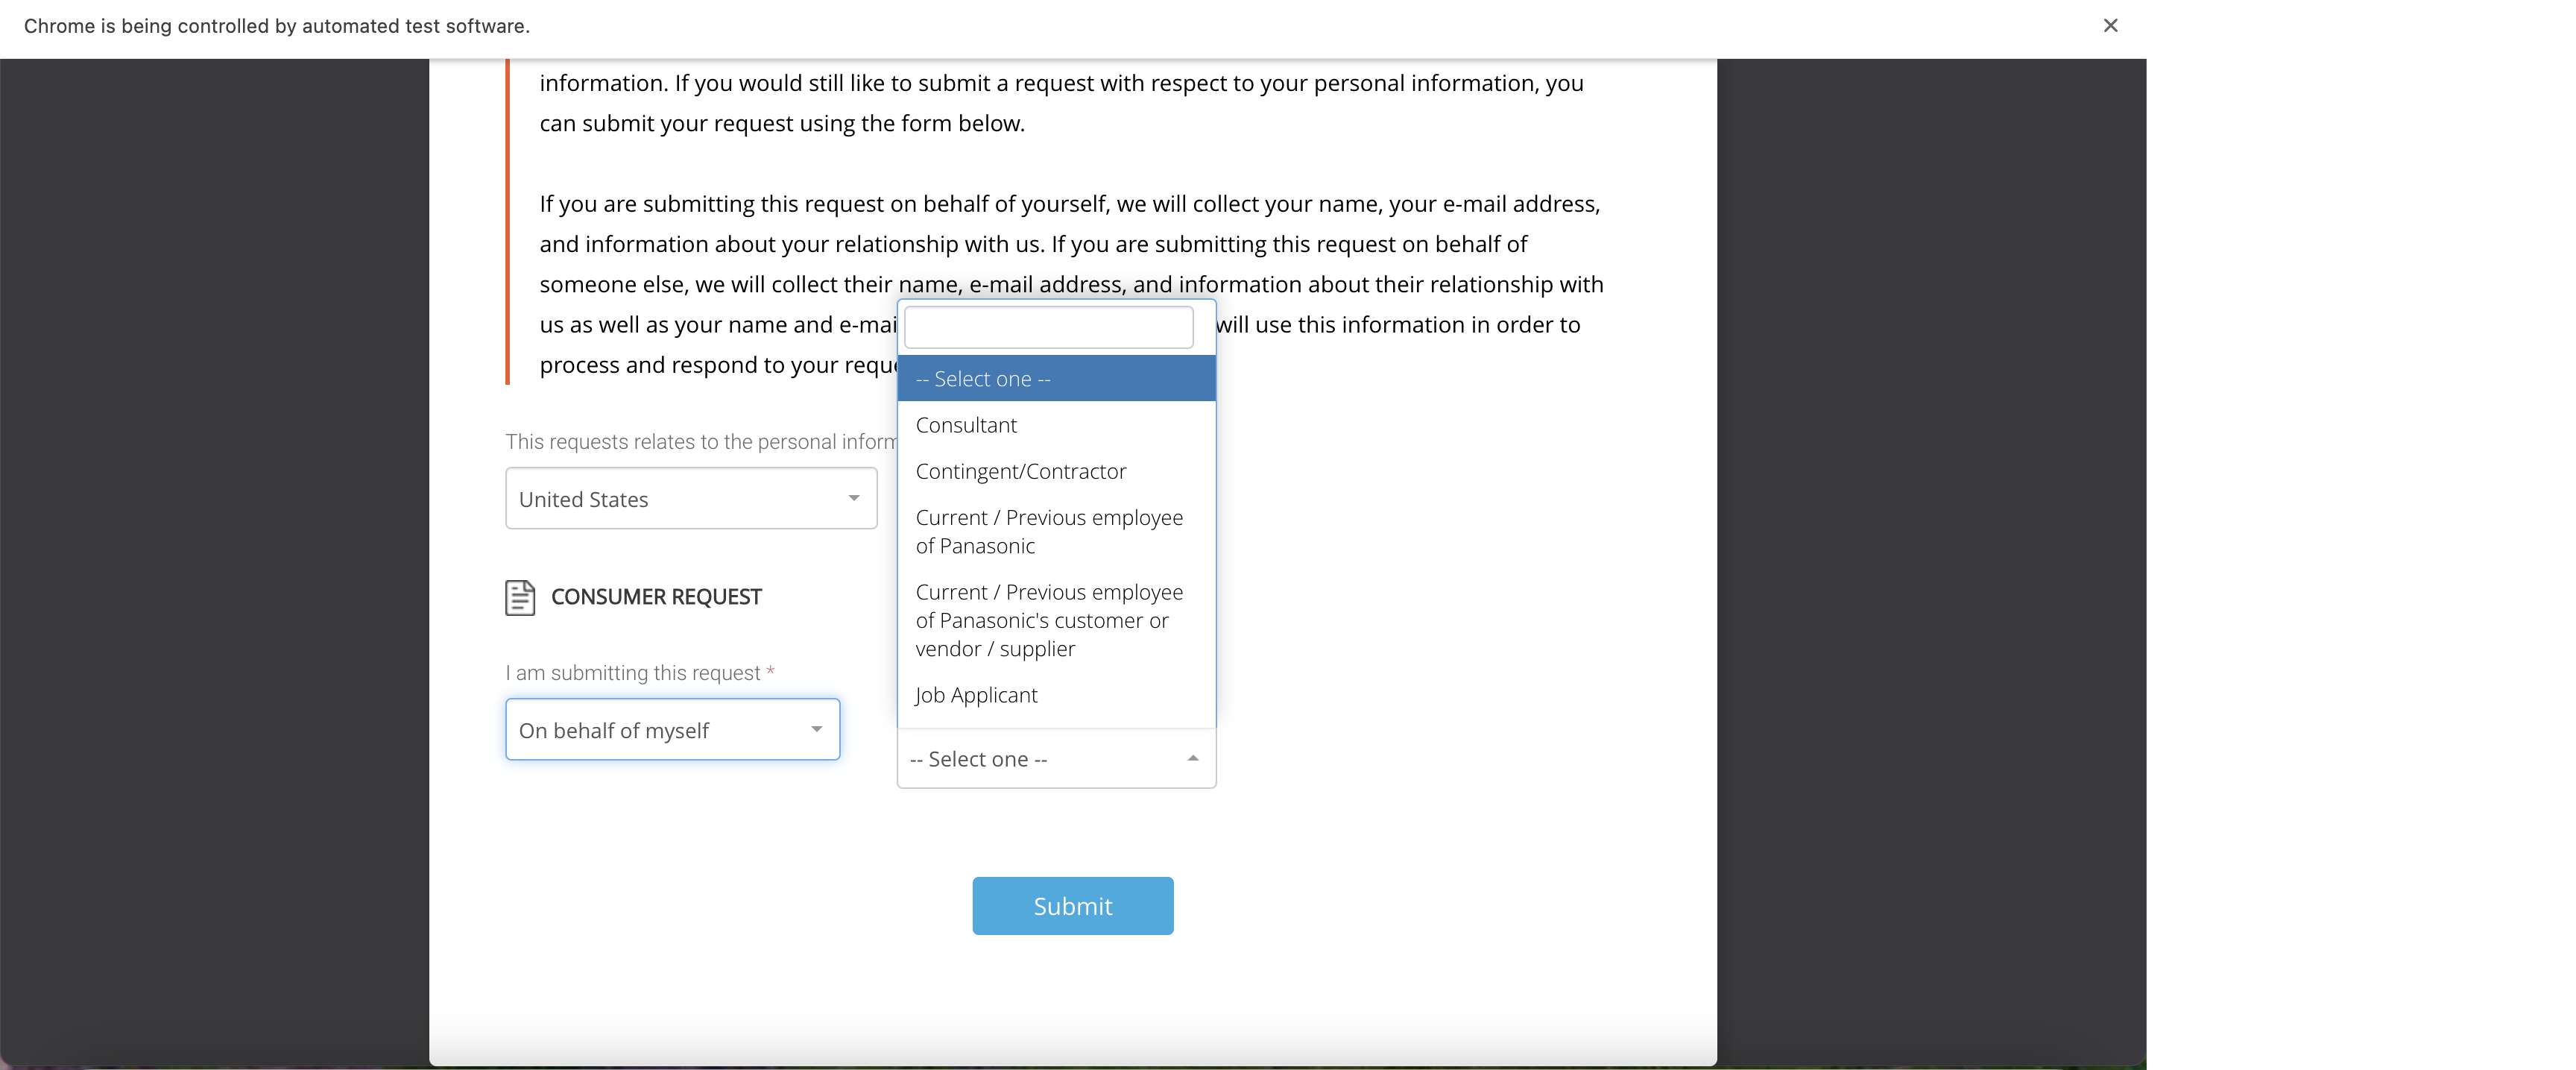 Chrome is being controlled by automated test software.
information. If you would still like to submit a request with respect to your personal information, you
can submit your request using the form below.
If you are submitting this request on behalf of yourself, we will collect your name, your e-mail address,
and information about your relationship with us. If you are submitting this request on behalf of
someone else, we will collect their name, e-mail address, and information about their relationship with
us as well as your name and e-mai will use this information in order to
process and respond to your reque
-- Select one --
Consultant
Contingent/Contractor
Current / Previous employee
of Panasonic
Current / Previous employee
of Panasonic's customer or
vendor / supplier
Job Applicant
-- Select one --
This requests relates to the personal inform
United States
CONSUMER REQUEST
I am submitting this request *
On behalf of myself
Submit